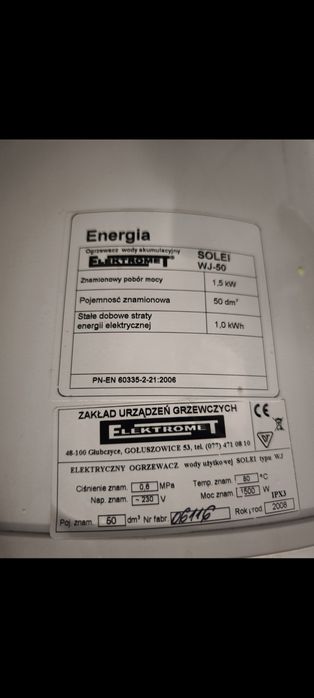 Energia
Ogrzewacz wody akumulacyjny
ELEKTROMET
SOLEI
WJ-50
Znamionowy pobór mocy 1,5 kW
Pojemność znamionowa 50 dm³
Stałe dobowe straty
energii elektrycznej 1,0 kWh
PN-EN 60335-2-21:2006
ZAKŁAD URZĄDZEŃ GRZEWCZYCH
ELEKTROMET
48-100 Głubczyce, GOŁUSZOWICE 53, tel. (077) 471 08 10
CE
ELEKTRYCZNY OGRZEWACZ wody użytkowej SOLEI typu WJ
Ciśnienie znam. 0,6 MPa Temp. znam. 80 °C
Nap. znam. ~ 230 V Moc znam 1500 W
IPX3
Poj. znam. 50 dm³ Nr fabr. 06116 Rok prod 2008